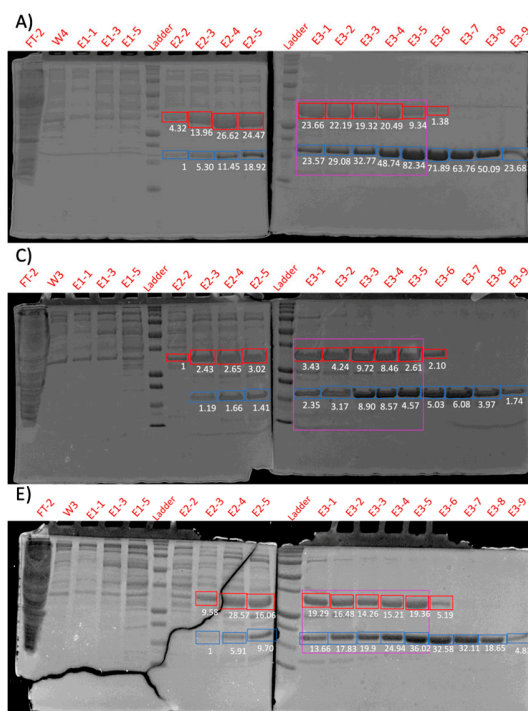 A)
FT-2 W4 E1-1 E1-3 E1-5 Ladder E2-2 E2-3 E2-4 E2-5 Ladder E3-1 E3-2 E3-3 E3-4 E3-5 E3-6 E3-7 E3-8 E3-9
4.32 13.96 26.62 24.47 23.66 22.19 19.32 20.49 9.34 1.38
1 5.30 11.45 18.92 23.57 29.08 32.77 48.74 82.34 71.89 63.76 50.09 23.68
C)
FT-2 W3 E1-1 E1-3 E1-5 Ladder E2-2 E2-3 E2-4 E2-5 Ladder E3-1 E3-2 E3-3 E3-4 E3-5 E3-6 E3-7 E3-8 E3-9
1 2.43 2.65 3.02 3.43 4.24 9.72 8.46 2.61 2.10
1.19 1.66 1.41 2.35 3.17 8.90 8.57 4.57 5.03 6.08 3.97 1.74
E)
FT-2 W3 E1-1 E1-3 E1-5 Ladder E2-2 E2-3 E2-4 E2-5 Ladder E3-1 E3-2 E3-3 E3-4 E3-5 E3-6 E3-7 E3-8 E3-9
9.58 28.57 16.06 19.29 16.48 14.26 15.21 19.36 5.19
1 5.91 9.70 13.66 17.83 19.9 24.94 36.02 32.58 32.11 18.65